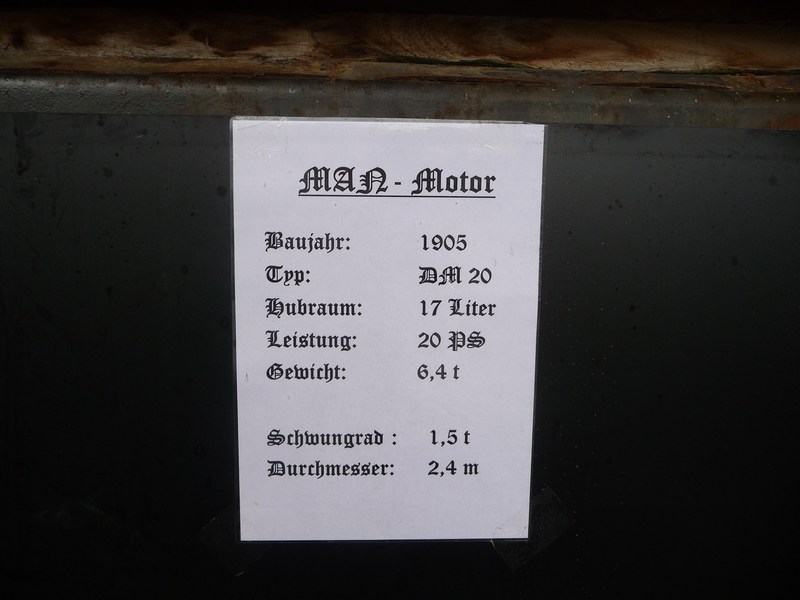 MAN - Motor
Baujahr: 1905
Typ: DM 20
Hubraum: 17 Liter
Leistung: 20 PS
Gewicht: 6,4 t
Schwungrad : 1,5 t
Durchmesser: 2,4 m